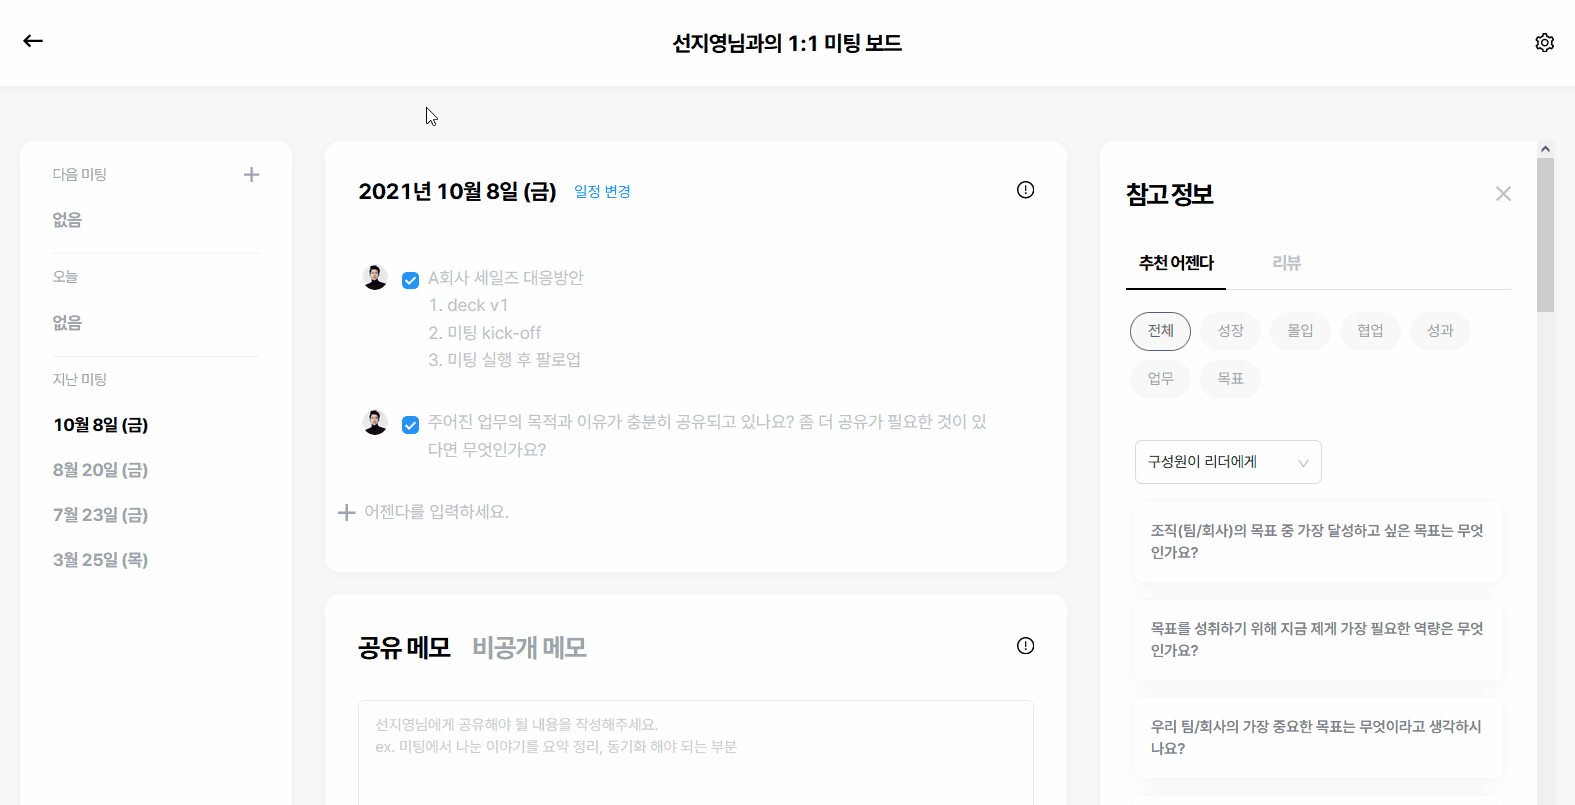 선지영님과의 1:1 미팅 보드
다음 미팅
없음
오늘
없음
지난 미팅
10월 8일 (금)
8월 20일 (금)
7월 23일 (금)
3월 25일 (목)
2021년 10월 8일 (금) 일정 변경
A회사 세일즈 대응방안
1. deck v1
2. 미팅 kick-off
3. 미팅 실행 후 팔로업
주어진 업무의 목적과 이유가 충분히 공유되고 있나요? 좀 더 공유가 필요한 것이 있
다면 무엇인가요?
어젠다를 입력하세요.
공유 메모 비공개 메모
선지영님에게 공유해야 될 내용을 작성해주세요.
ex. 미팅에서 나눈 이야기를 요약 정리, 동기화 해야 되는 부분
참고 정보
추천 어젠다 리뷰
전체 성장 몰입 협업 성과
업무 목표
구성원이 리더에게
조직(팀/회사)의 목표 중 가장 달성하고 싶은 목표는 무엇
인가요?
목표를 성취하기 위해 지금 제게 가장 필요한 역량은 무엇
인가요?
우리 팀/회사의 가장 중요한 목표는 무엇이라고 생각하시
나요?